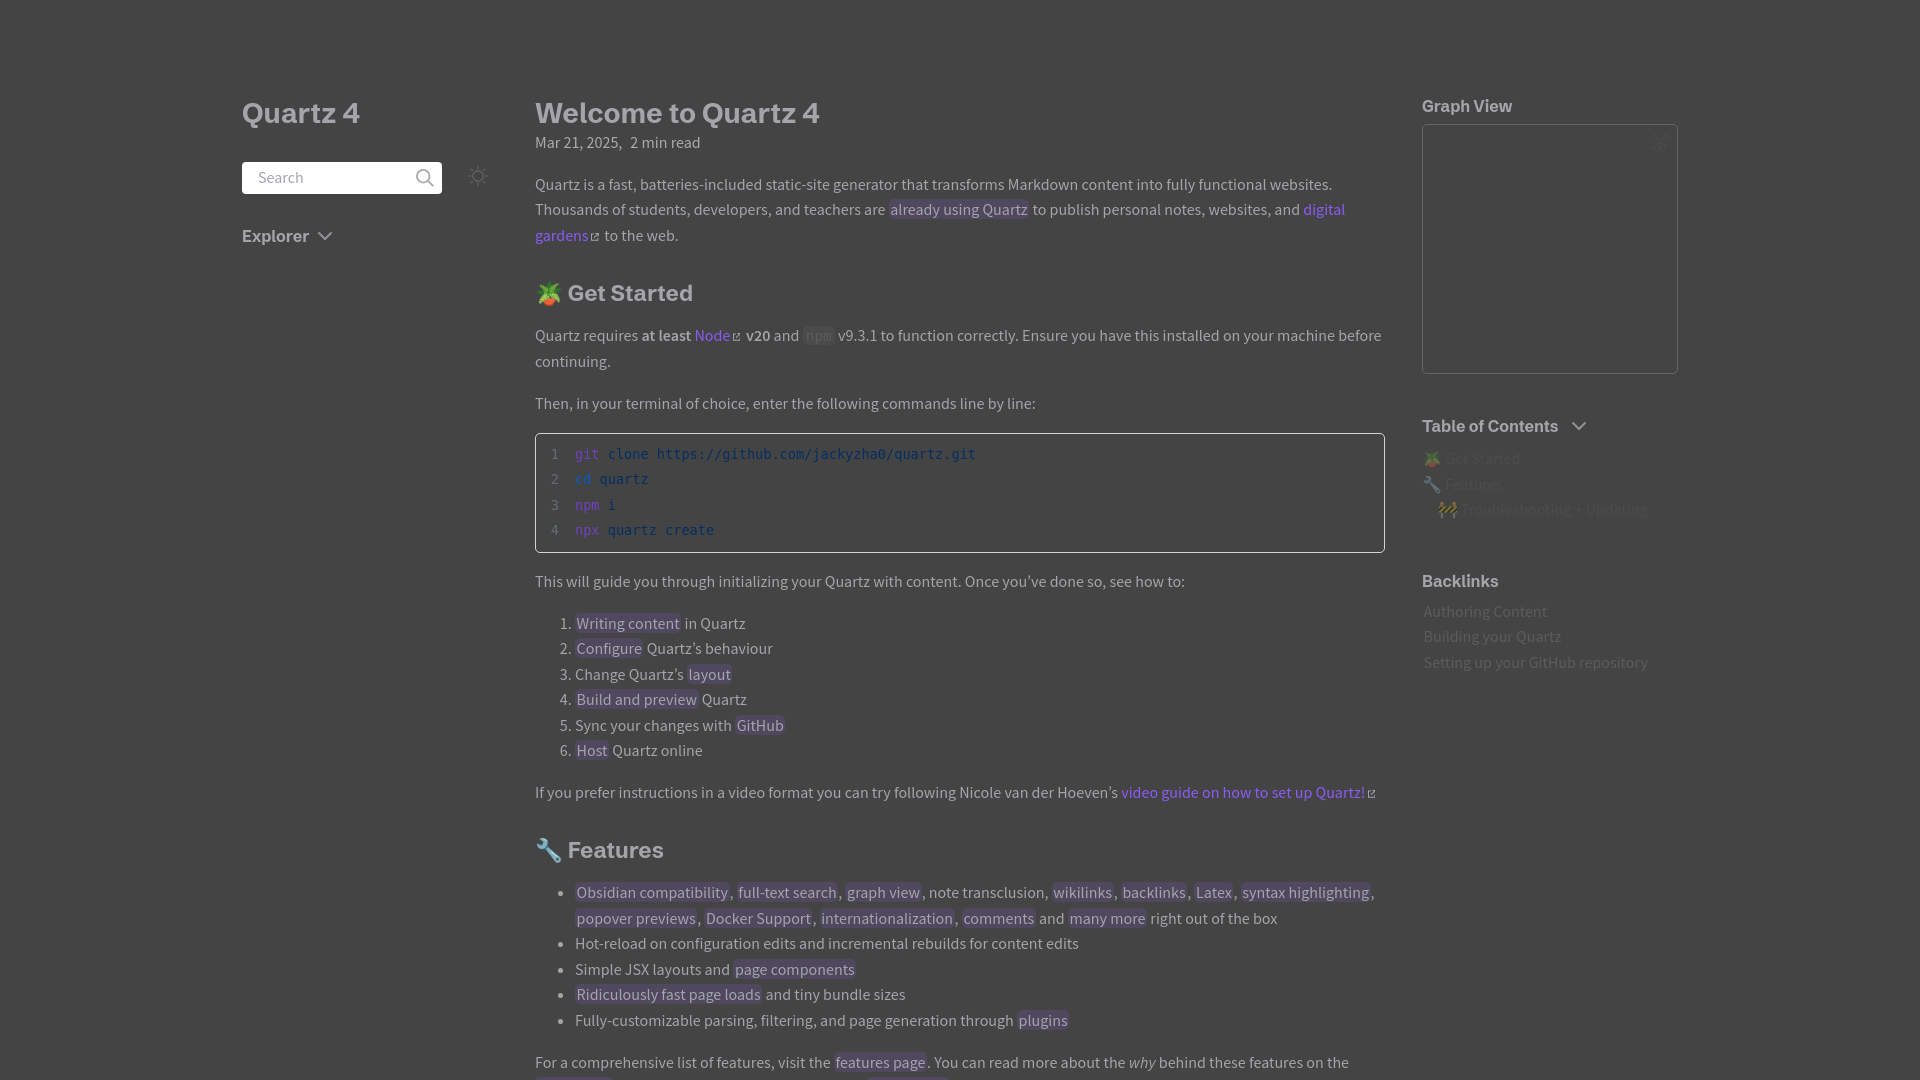 Quartz 4
Search
Explorer
Welcome to Quartz 4
Mar 21, 2025, 2 min read
Quartz is a fast, batteries-included static-site generator that transforms Markdown content into fully functional websites.
Thousands of students, developers, and teachers are already using Quartz to publish personal notes, websites, and digital
gardens to the web.
🪴 Get Started
Quartz requires at least Node v20 and npm v9.3.1 to function correctly. Ensure you have this installed on your machine before
continuing.
Then, in your terminal of choice, enter the following commands line by line:
1 git clone https://github.com/jackyzha0/quartz.git
2 cd quartz
3 npm i
4 npx quartz create
This will guide you through initializing your Quartz with content. Once you’ve done so, see how to:
1. Writing content in Quartz
2. Configure Quartz’s behaviour
3. Change Quartz’s layout
4. Build and preview Quartz
5. Sync your changes with GitHub
6. Host Quartz online
If you prefer instructions in a video format you can try following Nicole van der Hoeven’s video guide on how to set up Quartz!
🔧 Features
• Obsidian compatibility, full-text search, graph view, note transclusion, wikilinks, backlinks, Latex, syntax highlighting,
popover previews, Docker Support, internationalization, comments and many more right out of the box
• Hot-reload on configuration edits and incremental rebuilds for content edits
• Simple JSX layouts and page components
• Ridiculously fast page loads and tiny bundle sizes
• Fully-customizable parsing, filtering, and page generation through plugins
For a comprehensive list of features, visit the features page. You can read more about the why behind these features on the
Graph View
Table of Contents
🪴 Get Started
🔧 Features
🚧 Troubleshooting + Updating
Backlinks
Authoring Content
Building your Quartz
Setting up your GitHub repository